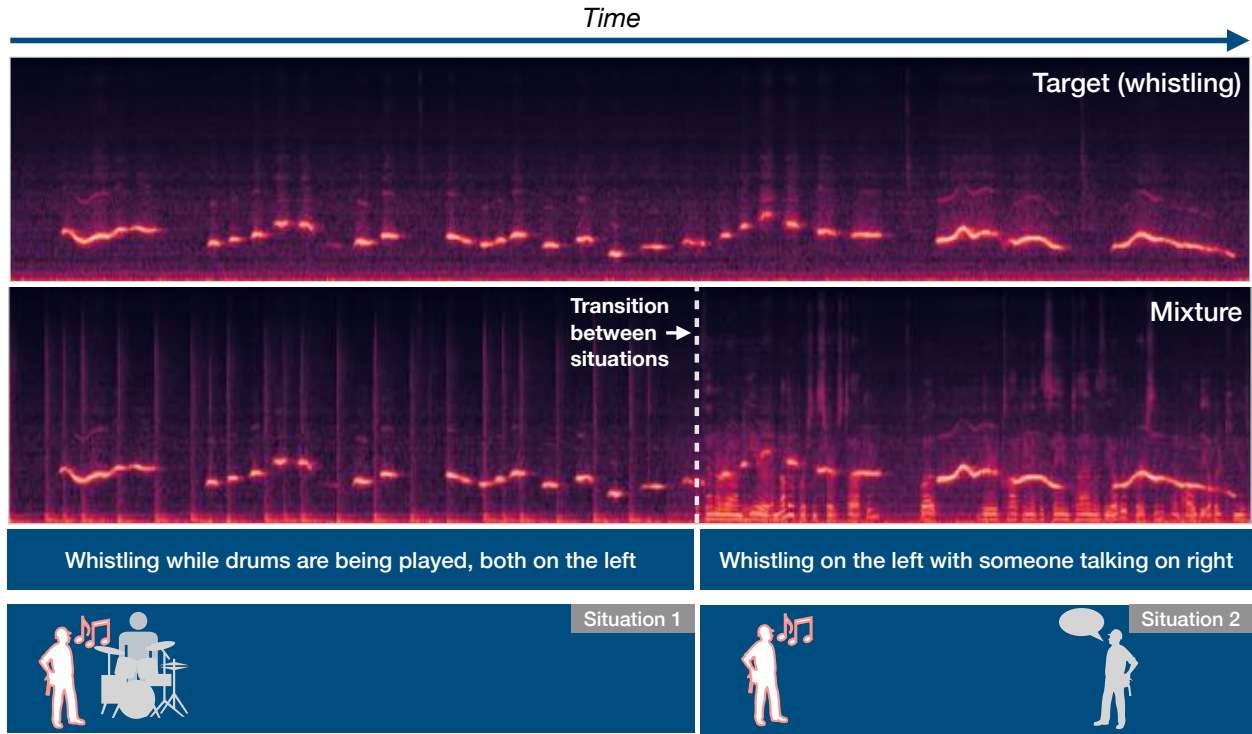 Time
Target (whistling)
Transition
between
situations
Mixture
Whistling while drums are being played, both on the left
Whistling on the left with someone talking on right
Situation 1
Situation 2